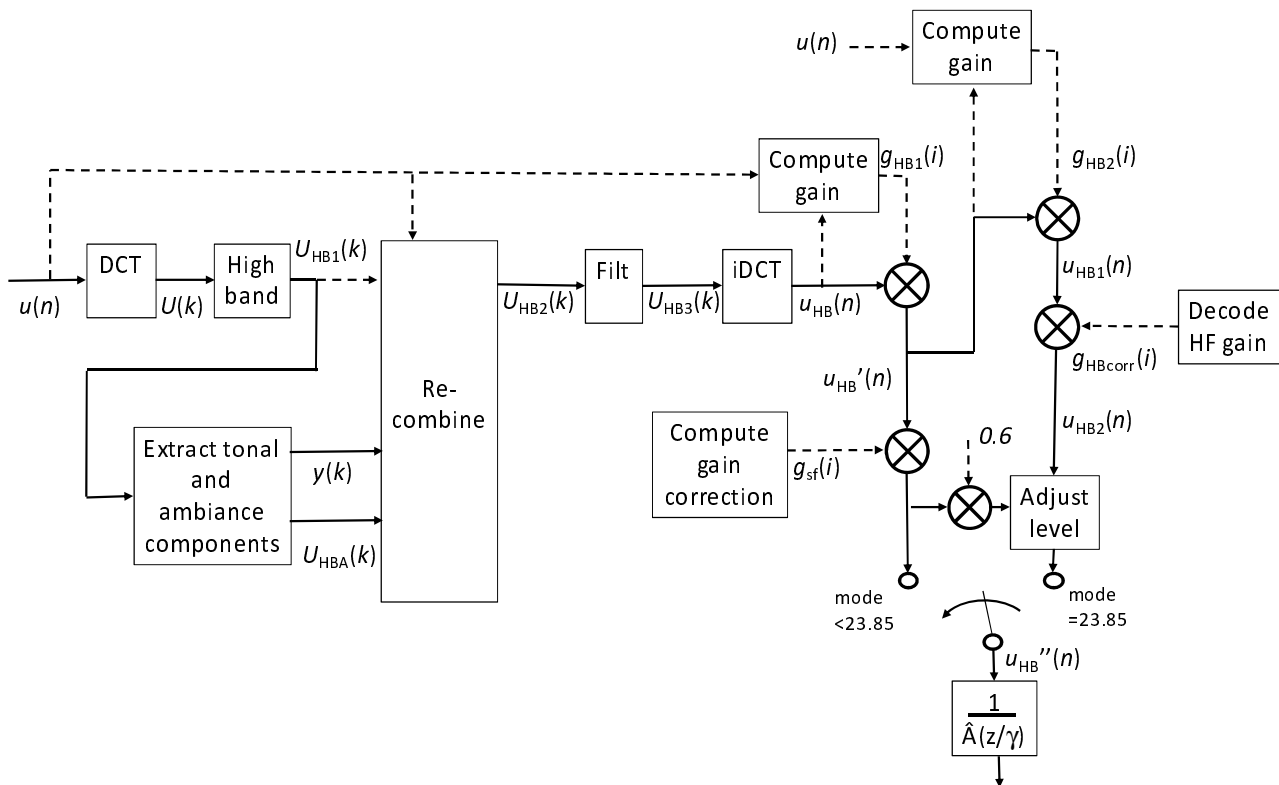 u(n)
Compute
gain
g_HB2(i)
Compute
gain
g_HB1(i)
u(n)
DCT
U(k)
High
band
U_HB1(k)
Re-
combine
U_HB2(k)
Filt
U_HB3(k)
iDCT
u_HB(n)
u_HB1(n)
Decode
HF gain
g_HBcorr(i)
u_HB'(n)
u_HB2(n)
Extract tonal
and
ambiance
components
y(k)
U_HBA(k)
Compute
gain
correction
g_sf(i)
0.6
Adjust
level
mode
<23.85
mode
=23.85
u_HB''(n)
1
Â(z/γ)